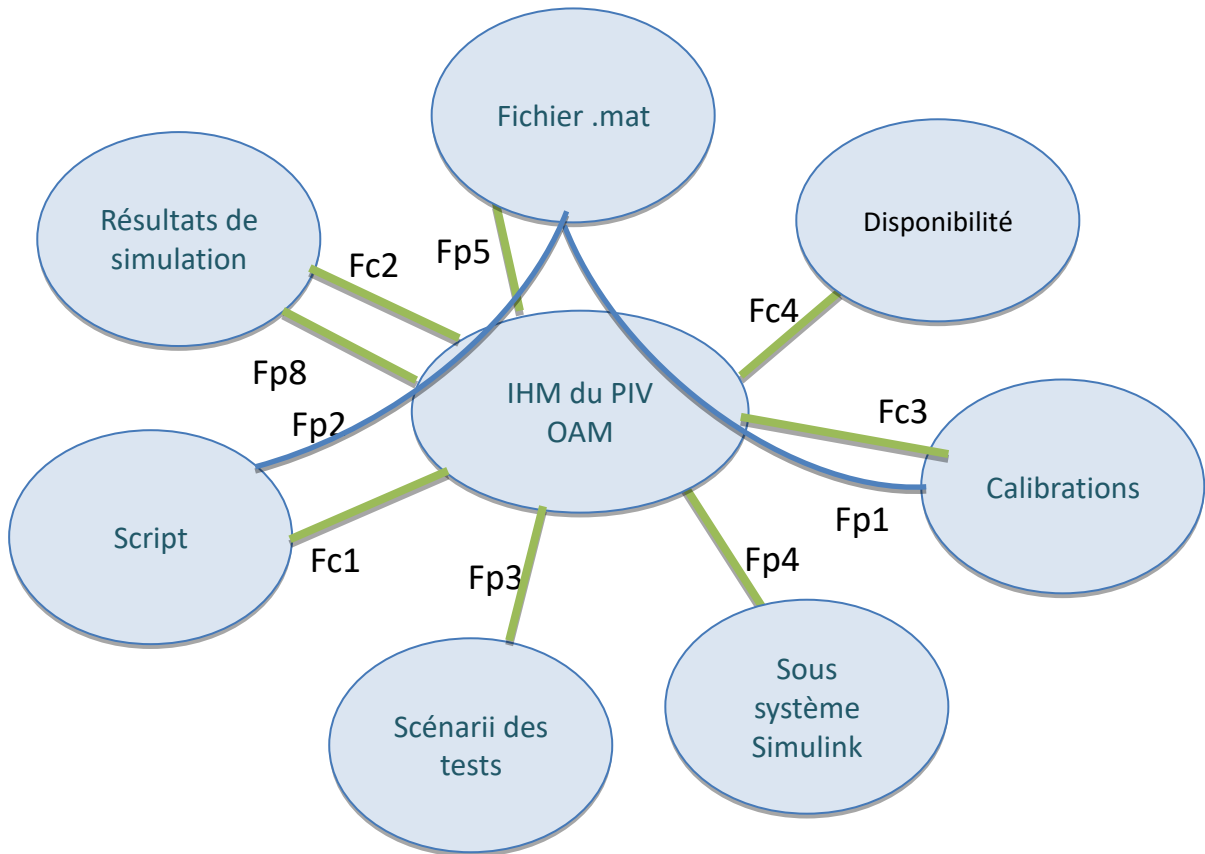 Fichier .mat
Disponibilité
Résultats de
simulation
Fc2
Fp5
Fc4
Fp8
IHM du PIV
OAM
Fc3
Fp2
Calibrations
Script
Fp1
Fc1
Fp3
Fp4
Sous
système
Simulink
Scénarii des
tests